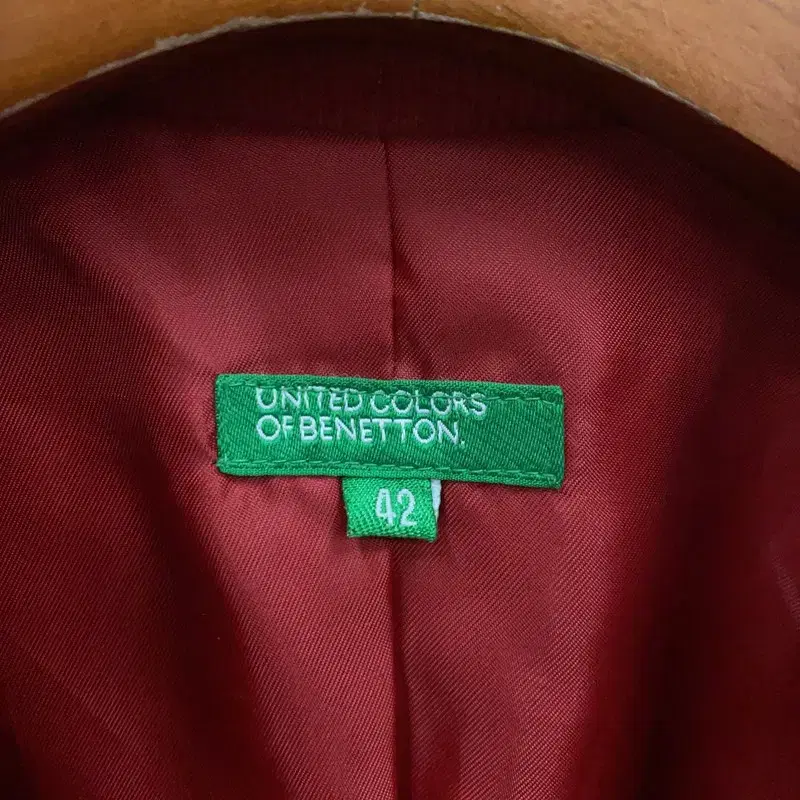 UNITED COLORS
OF BENETTON.
42